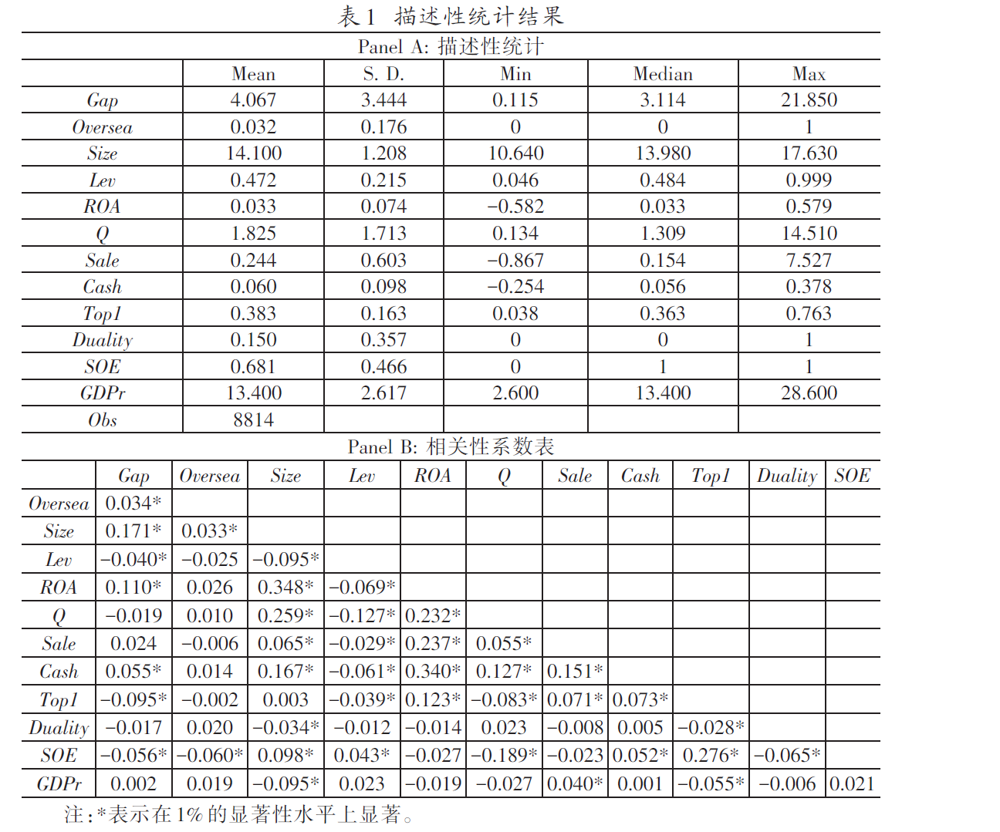 表1 描述性统计结果
Panel A: 描述性统计
Mean S. D. Min Median Max
Gap 4.067 3.444 0.115 3.114 21.850
Oversea 0.032 0.176 0 0 1
Size 14.100 1.208 10.640 13.980 17.630
Lev 0.472 0.215 0.046 0.484 0.999
ROA 0.033 0.074 -0.582 0.033 0.579
Q 1.825 1.713 0.134 1.309 14.510
Sale 0.244 0.603 -0.867 0.154 7.527
Cash 0.060 0.098 -0.254 0.056 0.378
Top1 0.383 0.163 0.038 0.363 0.763
Duality 0.150 0.357 0 0 1
SOE 0.681 0.466 0 1 1
GDPr 13.400 2.617 2.600 13.400 28.600
Obs 8814
Panel B: 相关性系数表
Gap Oversea Size Lev ROA Q Sale Cash Top1 Duality SOE
Oversea 0.034*
Size 0.171* 0.033*
Lev -0.040* -0.025 -0.095*
ROA 0.110* 0.026 0.348* -0.069*
Q -0.019 0.010 0.259* -0.127* 0.232*
Sale 0.024 -0.006 0.065* -0.029* 0.237* 0.055*
Cash 0.055* 0.014 0.167* -0.061* 0.340* 0.127* 0.151*
Top1 -0.095* -0.002 0.003 -0.039* 0.123* -0.083* 0.071* 0.073*
Duality -0.017 0.020 -0.034* -0.012 -0.014 0.023 -0.008 0.005 -0.028*
SOE -0.056* -0.060* 0.098* 0.043* -0.027 -0.189* -0.023 0.052* 0.276* -0.065*
GDPr 0.002 0.019 -0.095* 0.023 -0.019 -0.027 0.040* 0.001 -0.055* -0.006 0.021
注:*表示在1%的显著性水平上显著。